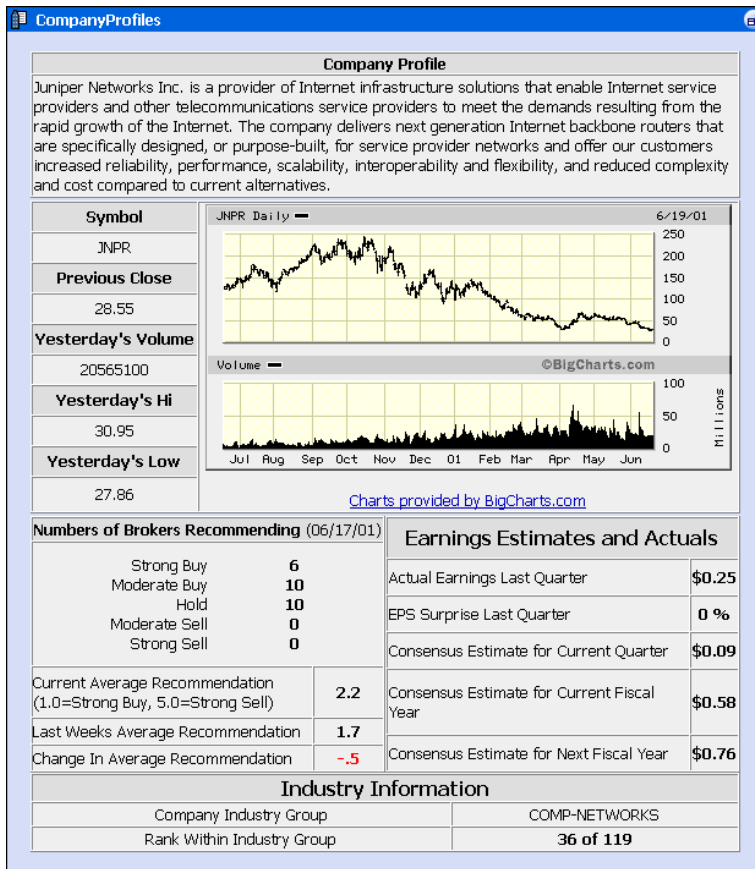 CompanyProfiles
Company Profile
Juniper Networks Inc. is a provider of Internet infrastructure solutions that enable Internet service
providers and other telecommunications service providers to meet the demands resulting from the
rapid growth of the Internet. The company delivers next generation Internet backbone routers that
are specifically designed, or purpose-built, for service provider networks and offer our customers
increased reliability, performance, scalability, interoperability and flexibility, and reduced complexity
and cost compared to current alternatives.
Symbol
JNPR
Previous Close
28.55
Yesterday's Volume
20565100
Yesterday's Hi
30.95
Yesterday's Low
27.86
JNPR Daily 6/19/01
250
200
150
100
50
0
Volume ©BigCharts.com
100
50
0
Millions
Jul Aug Sep Oct Nov Dec 01 Feb Mar Apr May Jun
Charts provided by BigCharts.com
Numbers of Brokers Recommending (06/17/01)
Strong Buy 6
Moderate Buy 10
Hold 10
Moderate Sell 0
Strong Sell 0
Current Average Recommendation
(1.0=Strong Buy, 5.0=Strong Sell) 2.2
Last Weeks Average Recommendation 1.7
Change In Average Recommendation -.5
Earnings Estimates and Actuals
Actual Earnings Last Quarter $0.25
EPS Surprise Last Quarter 0 %
Consensus Estimate for Current Quarter $0.09
Consensus Estimate for Current Fiscal
Year $0.58
Consensus Estimate for Next Fiscal Year $0.76
Industry Information
Company Industry Group COMP-NETWORKS
Rank Within Industry Group 36 of 119